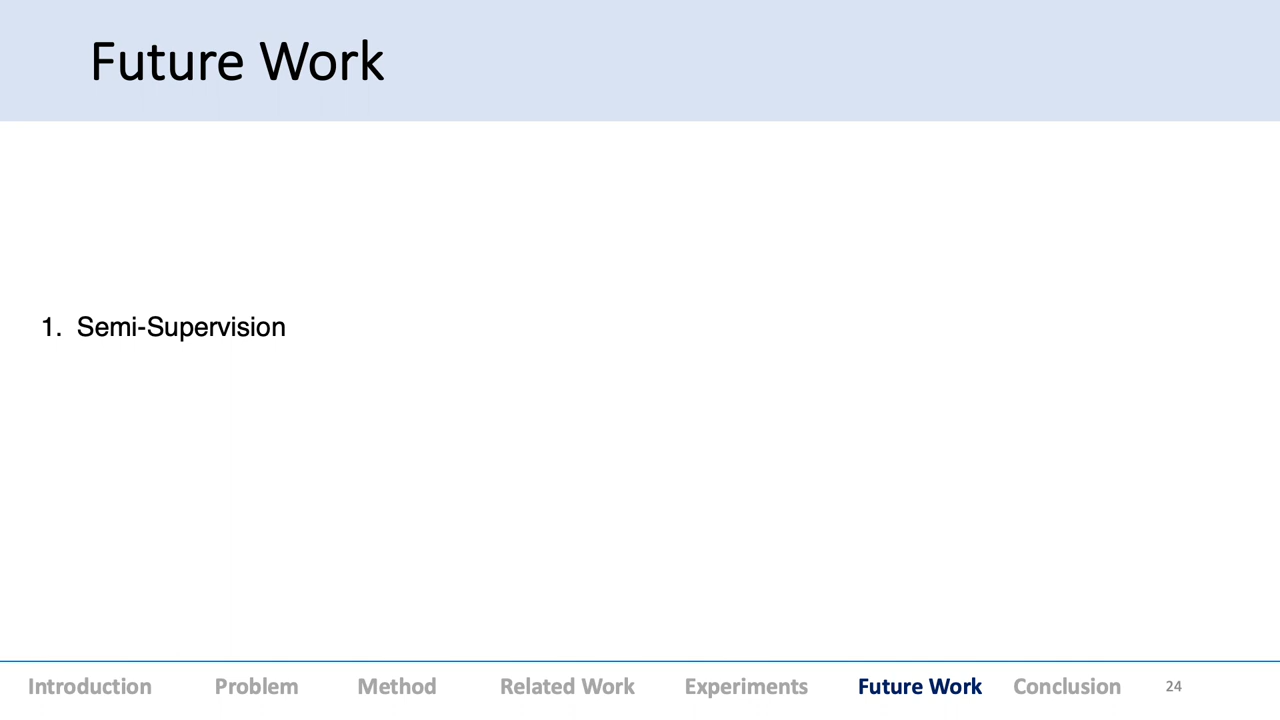 Future Work
1. Semi-Supervision
Introduction Problem Method Related Work Experiments Future Work Conclusion 24